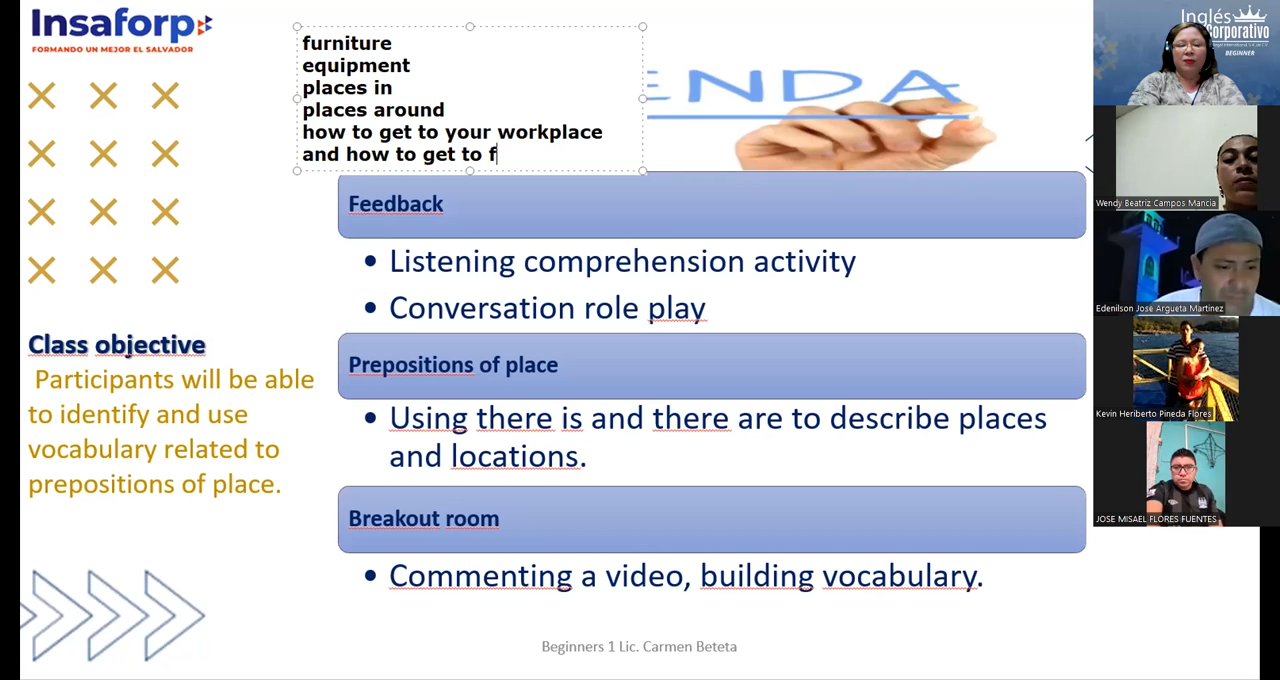 Insaforp
FORMANDO UN MEJOR EL SALVADOR
furniture
equipment
places in
places around
how to get to your workplace
and how to get to f
ENDA
Feedback
• Listening comprehension activity
• Conversation role play
Prepositions of place
• Using there is and there are to describe places
and locations.
Breakout room
• Commenting a video, building vocabulary.
Class objective
Participants will be able
to identify and use
vocabulary related to
prepositions of place.
Beginners 1 Lic. Carmen Beteta
Inglés
Corporativo
BEGINNER
Wendy Beatriz Campos Mancia
Edenilson Jose Argueta Martinez
Kevin Heriberto Pineda Flores
JOSE MISAEL FLORES FUENTES